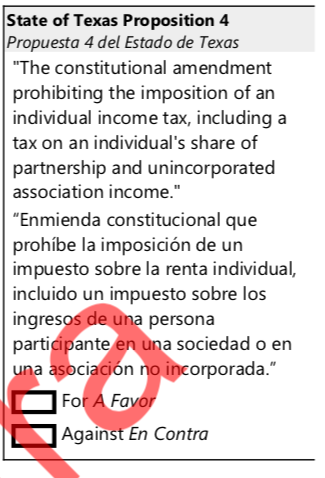 State of Texas Proposition 4
Propuesta 4 del Estado de Texas
"The constitutional amendment
prohibiting the imposition of an
individual income tax, including a
tax on an individual's share of
partnership and unincorporated
association income."
“Enmienda constitucional que
prohíbe la imposición de un
impuesto sobre la renta individual,
incluido un impuesto sobre los
ingresos de una persona
participante en una sociedad o en
una asociación no incorporada.”
For A Favor
Against En Contra
ra